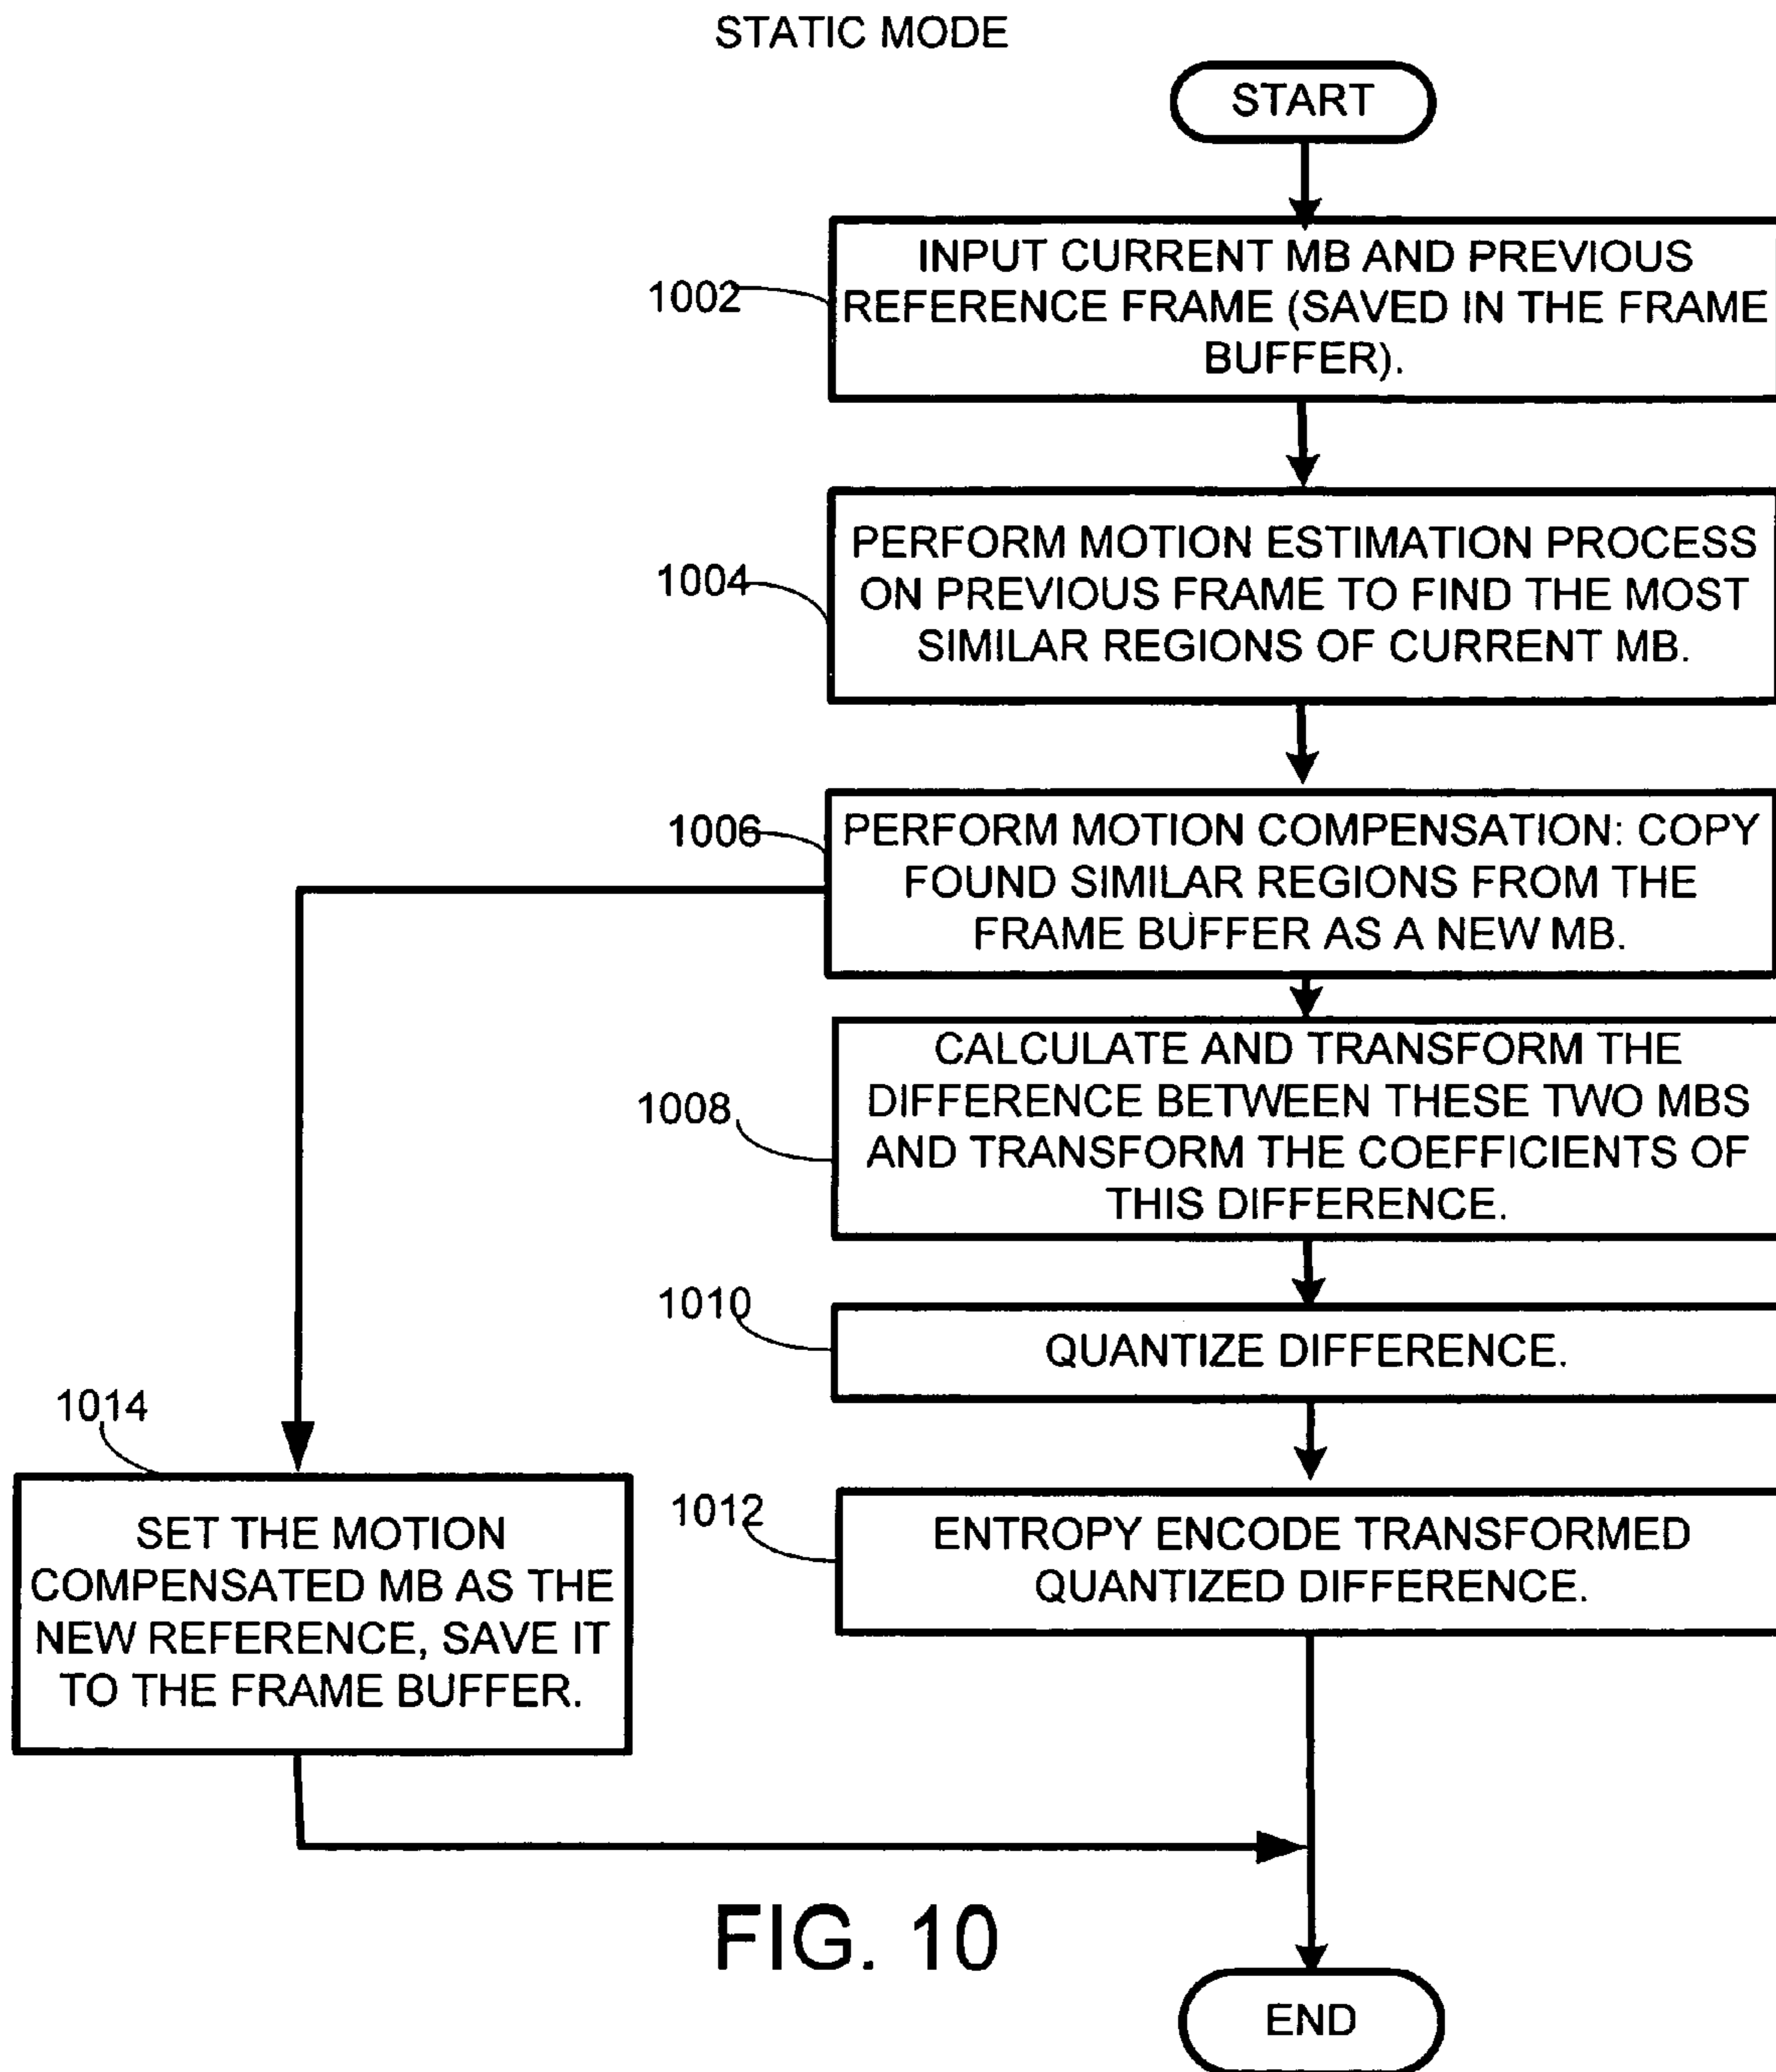 STATIC MODE
START
1002
INPUT CURRENT MB AND PREVIOUS
REFERENCE FRAME (SAVED IN THE FRAME
BUFFER).
1004
PERFORM MOTION ESTIMATION PROCESS
ON PREVIOUS FRAME TO FIND THE MOST
SIMILAR REGIONS OF CURRENT MB.
1006
PERFORM MOTION COMPENSATION: COPY
FOUND SIMILAR REGIONS FROM THE
FRAME BUFFER AS A NEW MB.
1008
CALCULATE AND TRANSFORM THE
DIFFERENCE BETWEEN THESE TWO MBS
AND TRANSFORM THE COEFFICIENTS OF
THIS DIFFERENCE.
1010
QUANTIZE DIFFERENCE.
1014
SET THE MOTION
COMPENSATED MB AS THE
NEW REFERENCE, SAVE IT
TO THE FRAME BUFFER.
1012
ENTROPY ENCODE TRANSFORMED
QUANTIZED DIFFERENCE.
FIG. 10
END